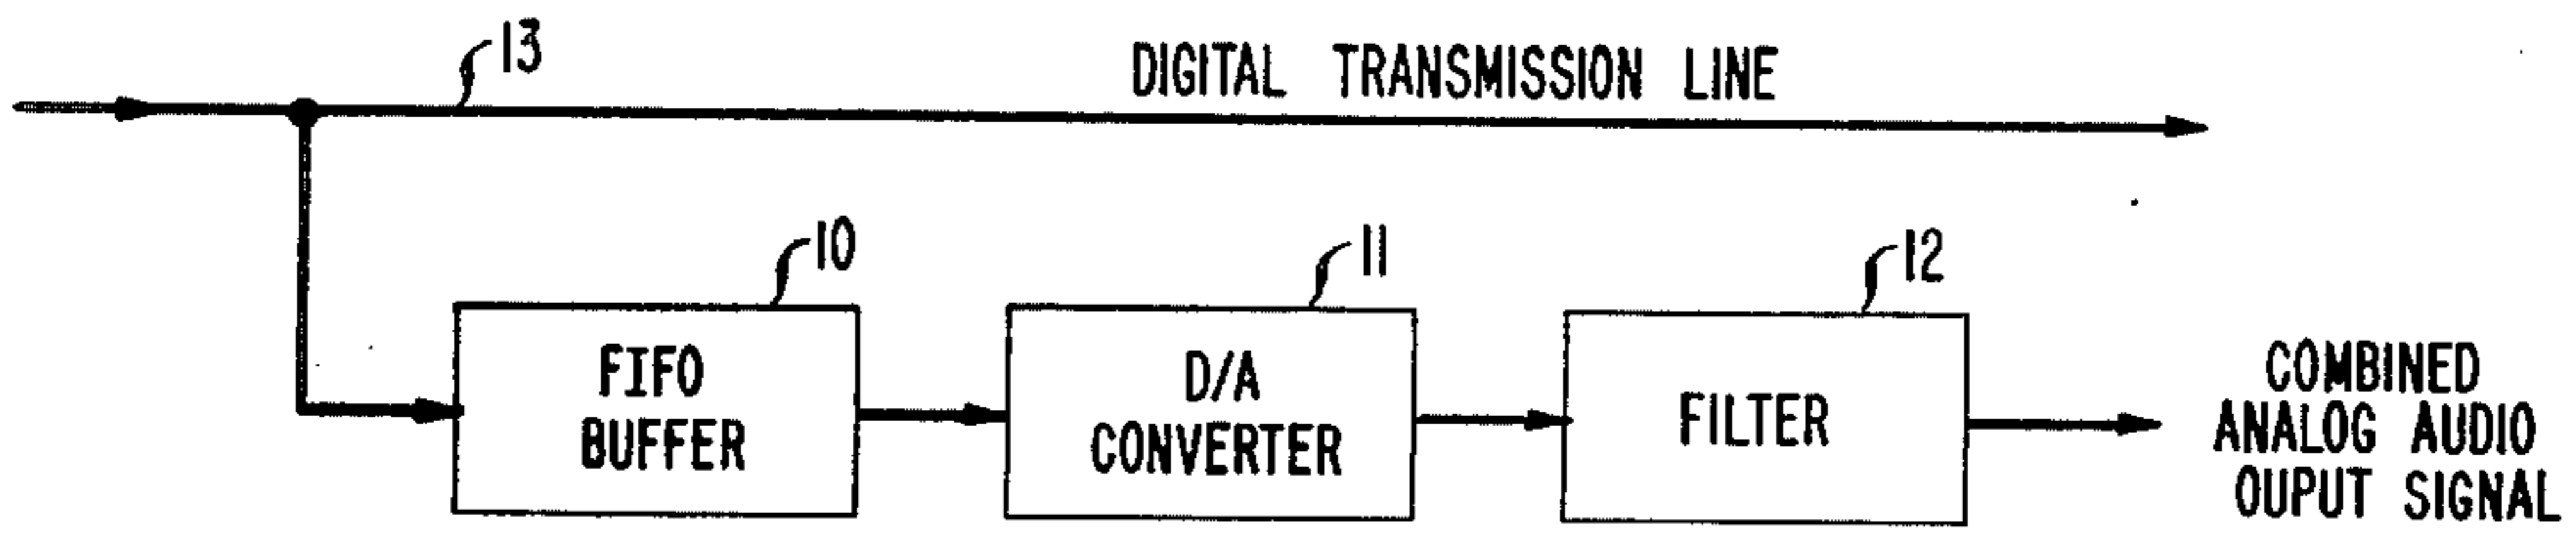 13
DIGITAL TRANSMISSION LINE
10
11
12
FIFO
BUFFER
D/A
CONVERTER
FILTER
COMBINED
ANALOG AUDIO
OUPUT SIGNAL